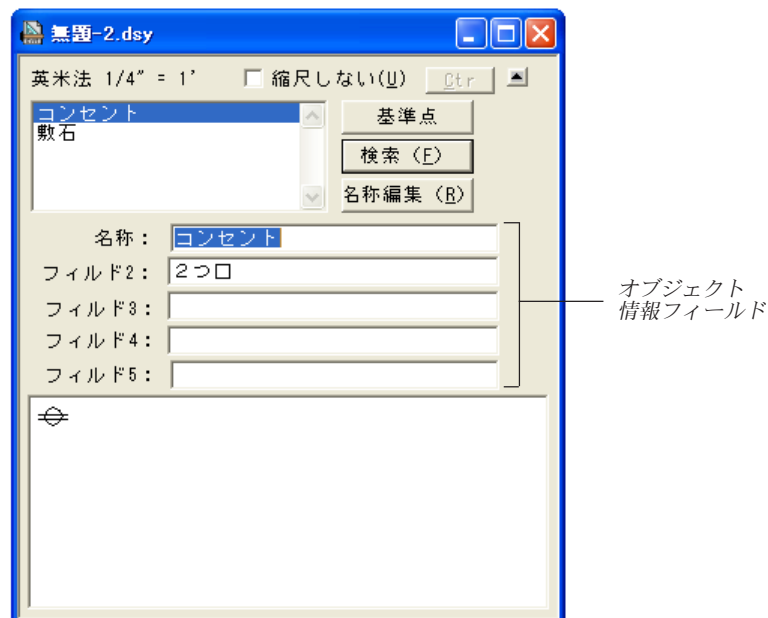 無題-2.dsy
英米法 1/4″ = 1’ 縮尺しない(U) Ctr
コンセント
敷石
基準点
検索 (F)
名称編集 (R)
名称： コンセント
フィルド2： 2つ口
フィルド3：
フィルド4：
フィルド5：
オブジェクト
情報フィールド